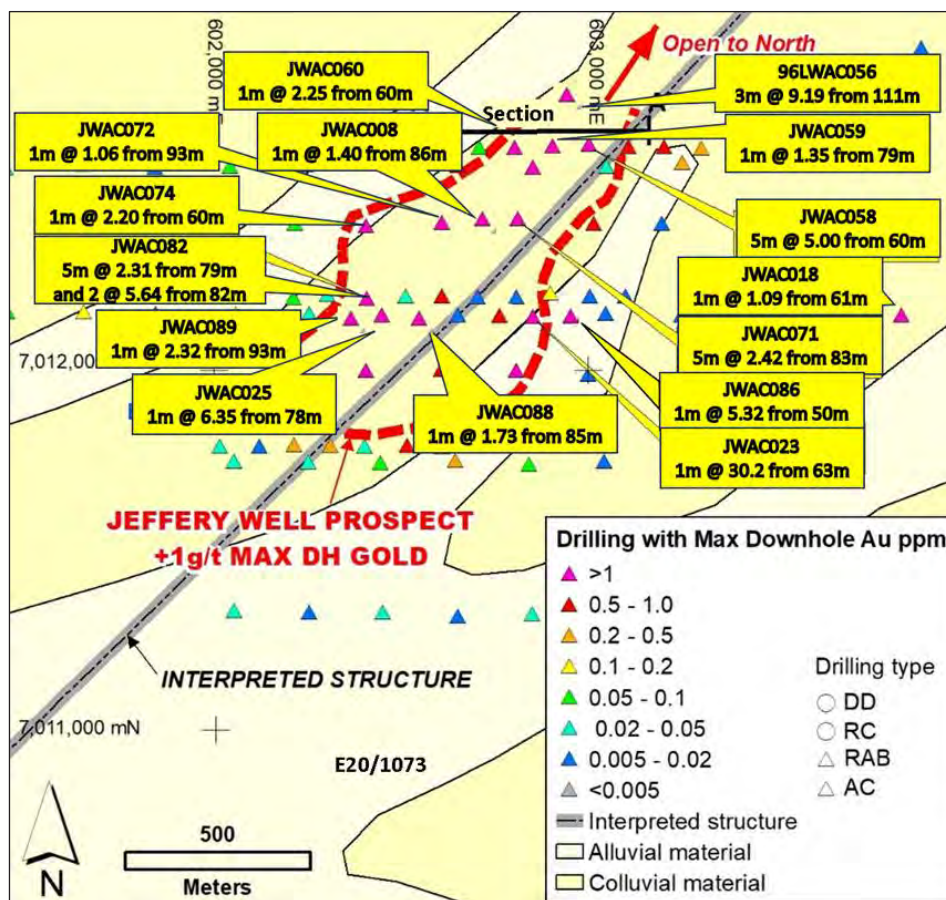 602,000 mE
603,000 mE
Open to North
JWAC060
1m @ 2.25 from 60m
Section
96LWAC056
3m @ 9.19 from 111m
JWAC072
1m @ 1.06 from 93m
JWAC008
1m @ 1.40 from 86m
JWAC059
1m @ 1.35 from 79m
JWAC074
1m @ 2.20 from 60m
JWAC058
5m @ 5.00 from 60m
JWAC082
5m @ 2.31 from 79m
and 2 @ 5.64 from 82m
JWAC018
1m @ 1.09 from 61m
JWAC089
1m @ 2.32 from 93m
JWAC071
5m @ 2.42 from 83m
7,012,000 m
JWAC025
1m @ 6.35 from 78m
JWAC088
1m @ 1.73 from 85m
JWAC086
1m @ 5.32 from 50m
JWAC023
1m @ 30.2 from 63m
JEFFERY WELL PROSPECT
+1g/t MAX DH GOLD
INTERPRETED STRUCTURE
7,011,000 mN
E20/1073
500
Meters
N
Drilling with Max Downhole Au ppm
>1
0.5 - 1.0
0.2 - 0.5
0.1 - 0.2
0.05 - 0.1
0.02 - 0.05
0.005 - 0.02
<0.005
Interpreted structure
Alluvial material
Colluvial material
Drilling type
DD
RC
RAB
AC